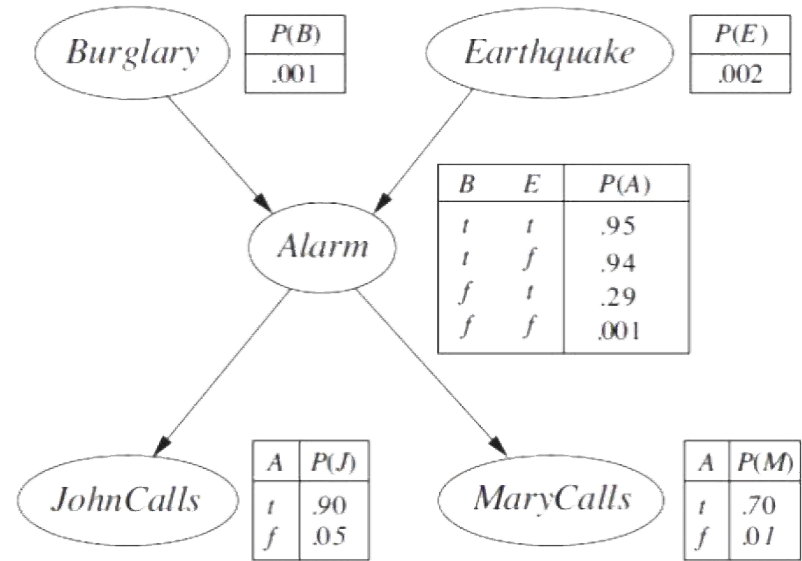 Burglary
P(B)
.001
Earthquake
P(E)
.002
Alarm
B E P(A)
t t .95
t f .94
f t .29
f f .001
JohnCalls
A P(J)
t .90
f .05
MaryCalls
A P(M)
t .70
f .01